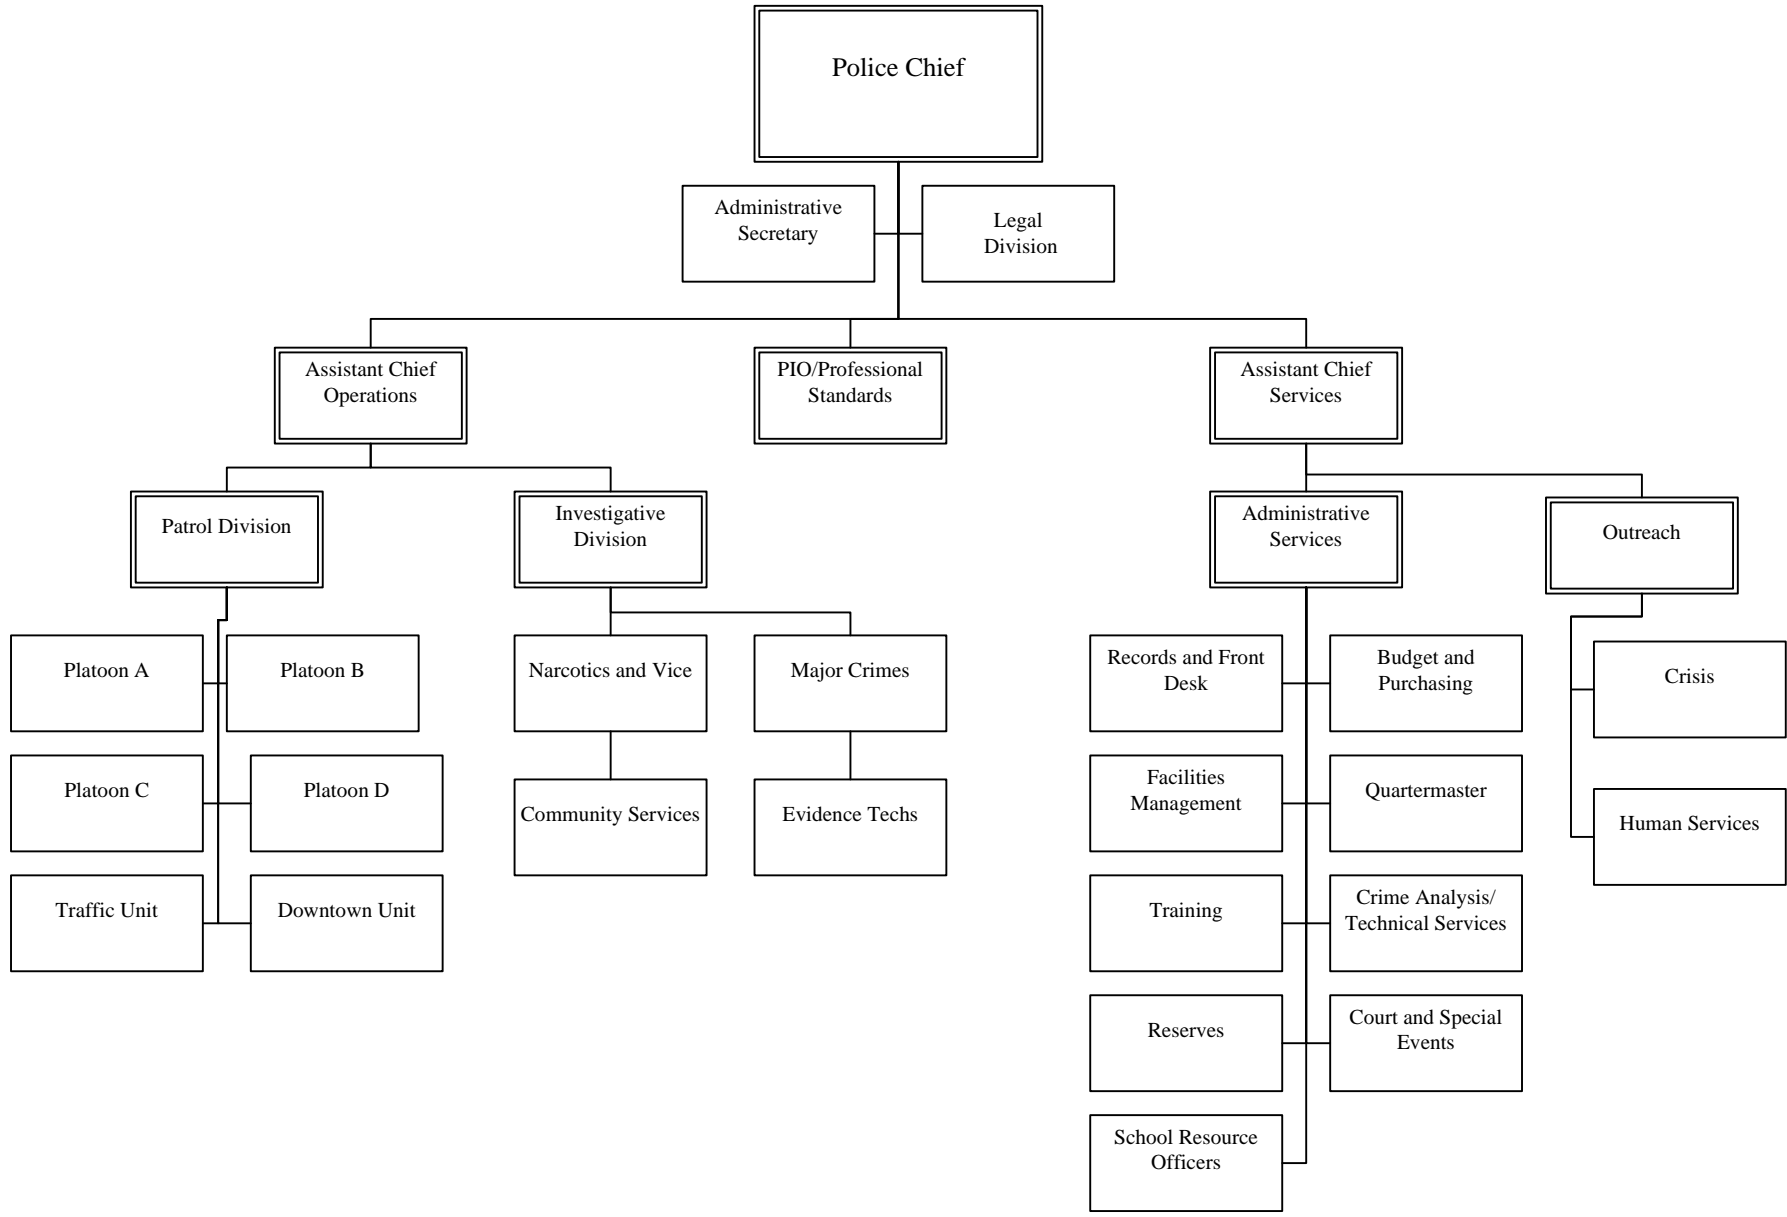 Police Chief
Administrative
Secretary
Legal
Division
Assistant Chief
Operations
PIO/Professional
Standards
Assistant Chief
Services
Patrol Division
Investigative
Division
Administrative
Services
Outreach
Platoon A
Platoon B
Narcotics and Vice
Major Crimes
Records and Front
Desk
Budget and
Purchasing
Crisis
Platoon C
Platoon D
Community Services
Evidence Techs
Facilities
Management
Quartermaster
Human Services
Traffic Unit
Downtown Unit
Training
Crime Analysis/
Technical Services
Reserves
Court and Special
Events
School Resource
Officers